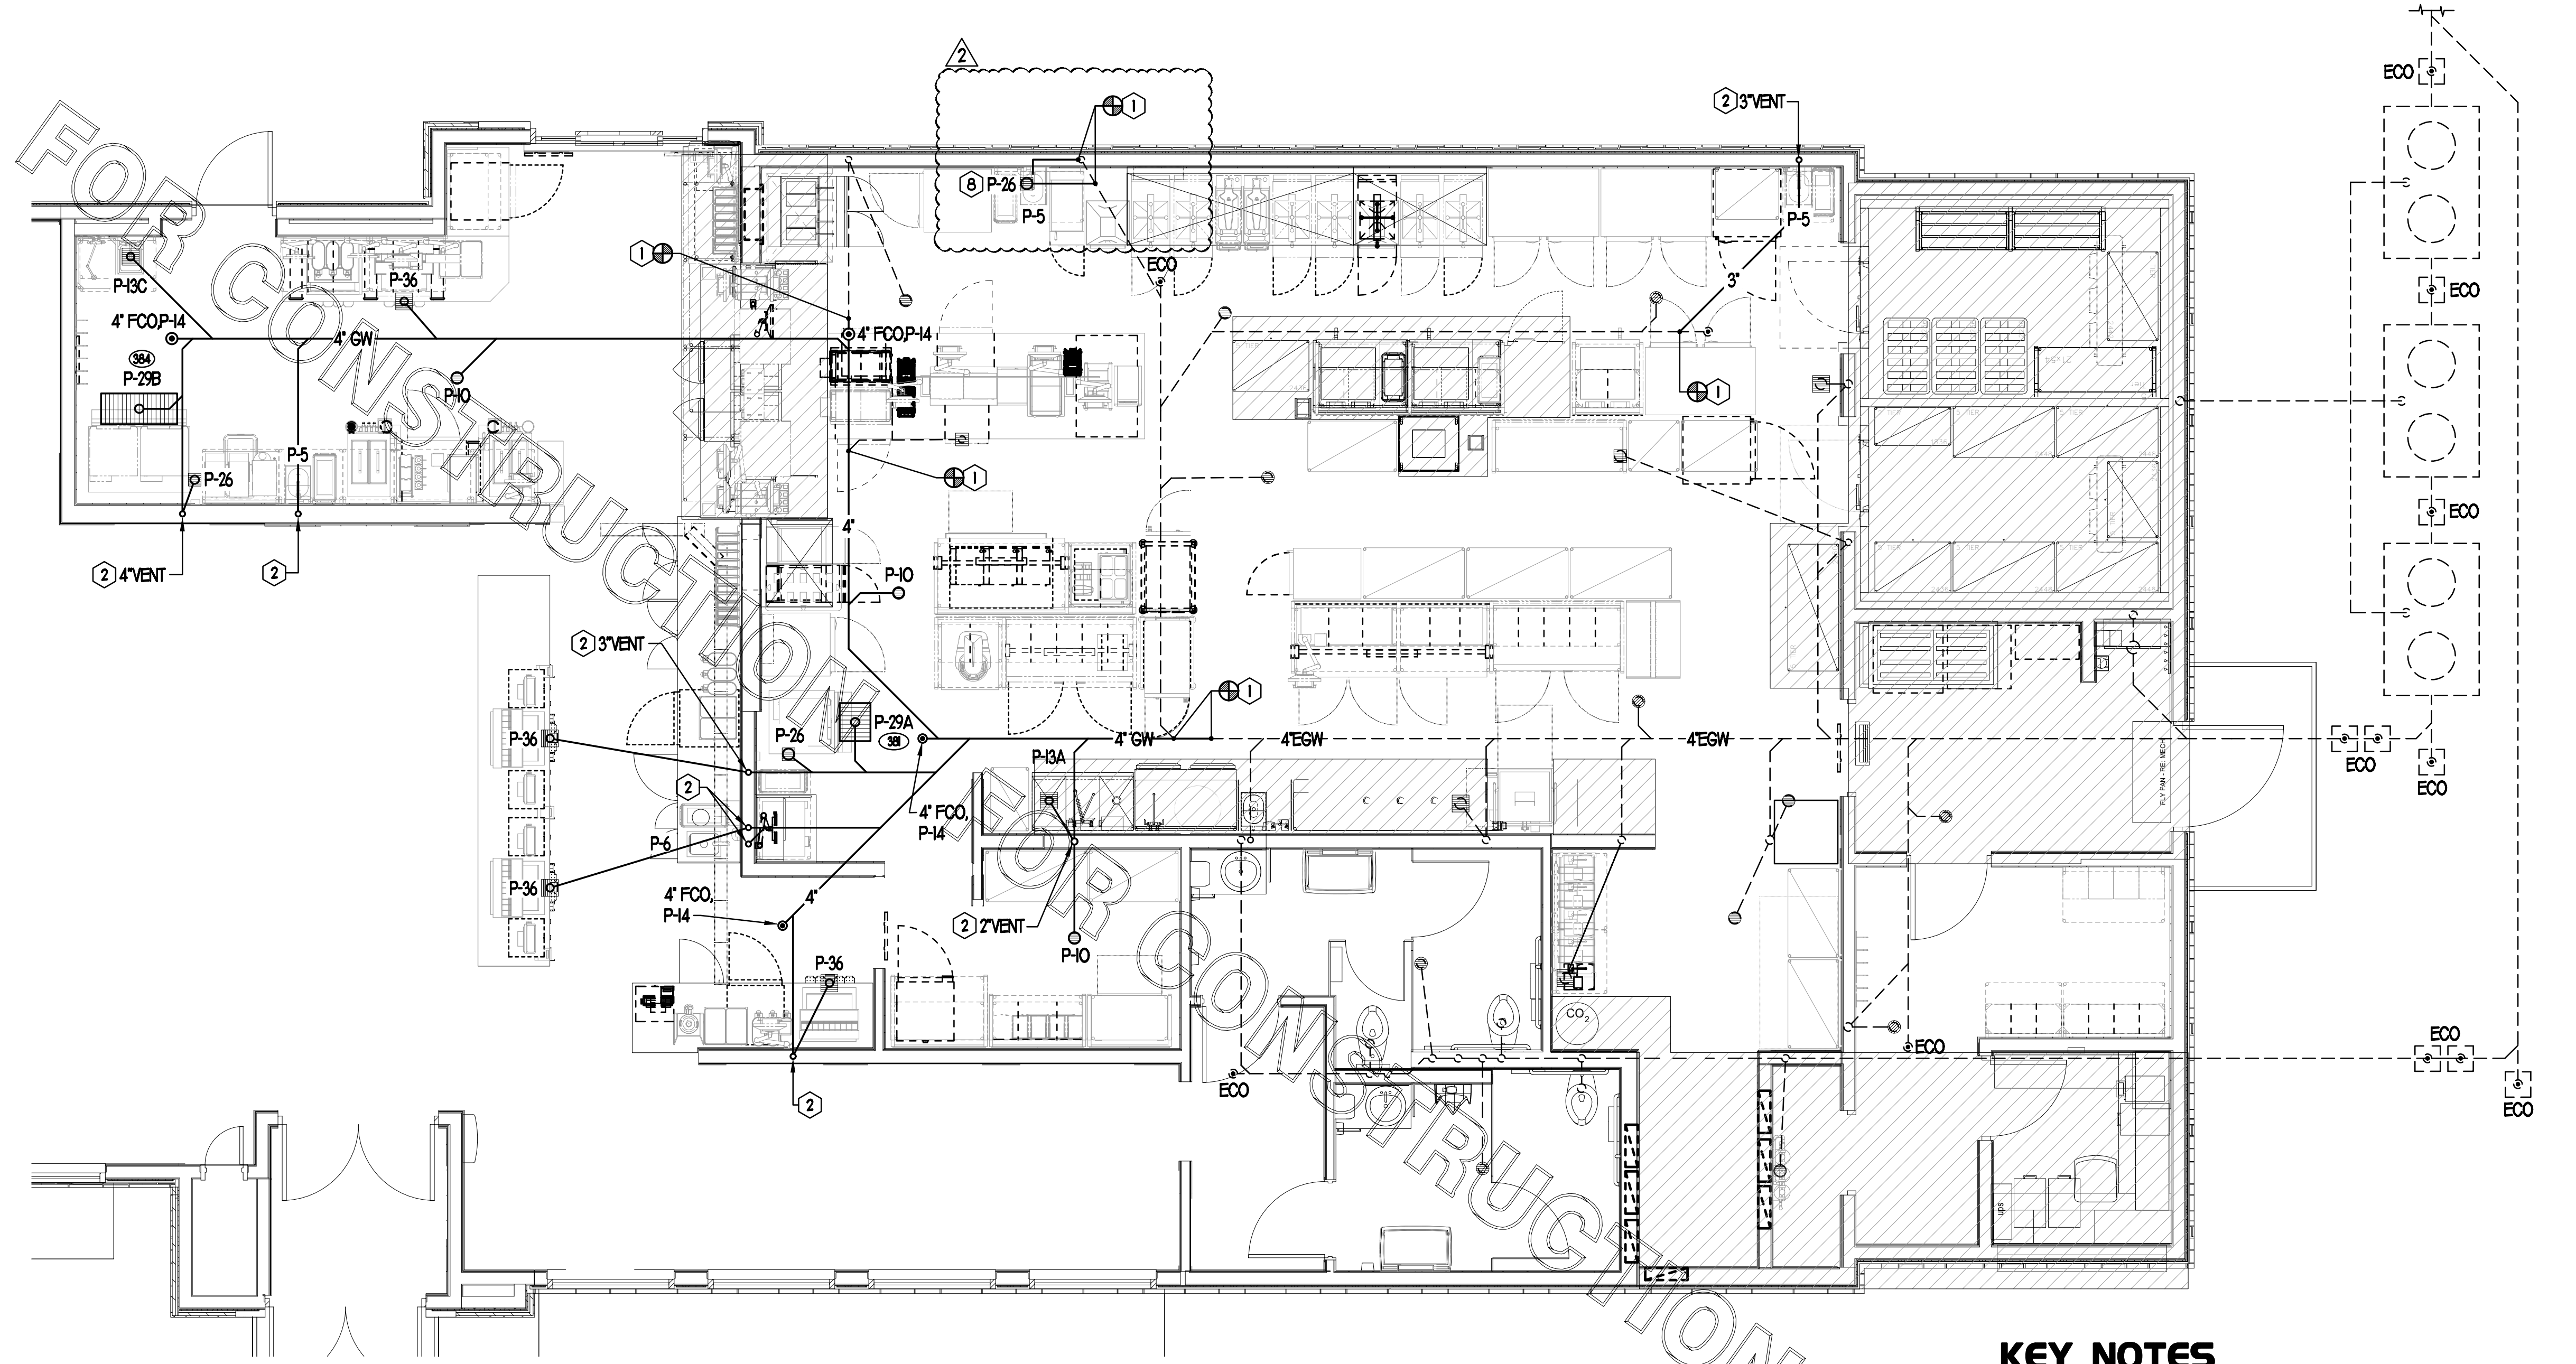 2
ECO
1
2 3"VENT
8 P-26
P-5
P-5
ECO
1
P-13C
P-36
3"
ECO
4" FCO,P-14
4" GW
4" FCO,P-14
384
P-29B
P-10
1
P-5
P-26
1
ECO
4"
2 4"VENT
2
P-10
2 3"VENT
1
P-29A
381
P-36
P-26
4" GW
4"EGW
4"EGW
P-13A
ECO
ECO
FLY FAN - RE: MECH
2
4" FCO,
P-14
P-6
P-36
4" FCO,
P-14
4"
2 2"VENT
P-10
P-36
CO2
ECO
ECO
ECO
ECO
2
FOR CONSTRUCTION
FOR CONSTRUCTION
KEY NOTES